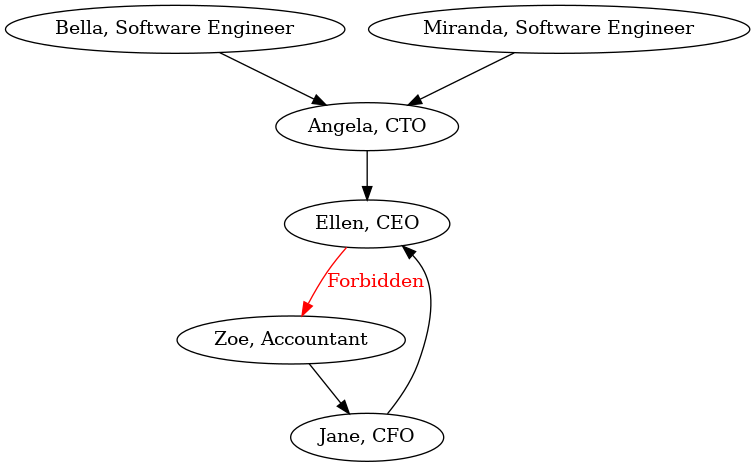 Bella, Software Engineer
Miranda, Software Engineer
Angela, CTO
Ellen, CEO
Forbidden
Zoe, Accountant
Jane, CFO